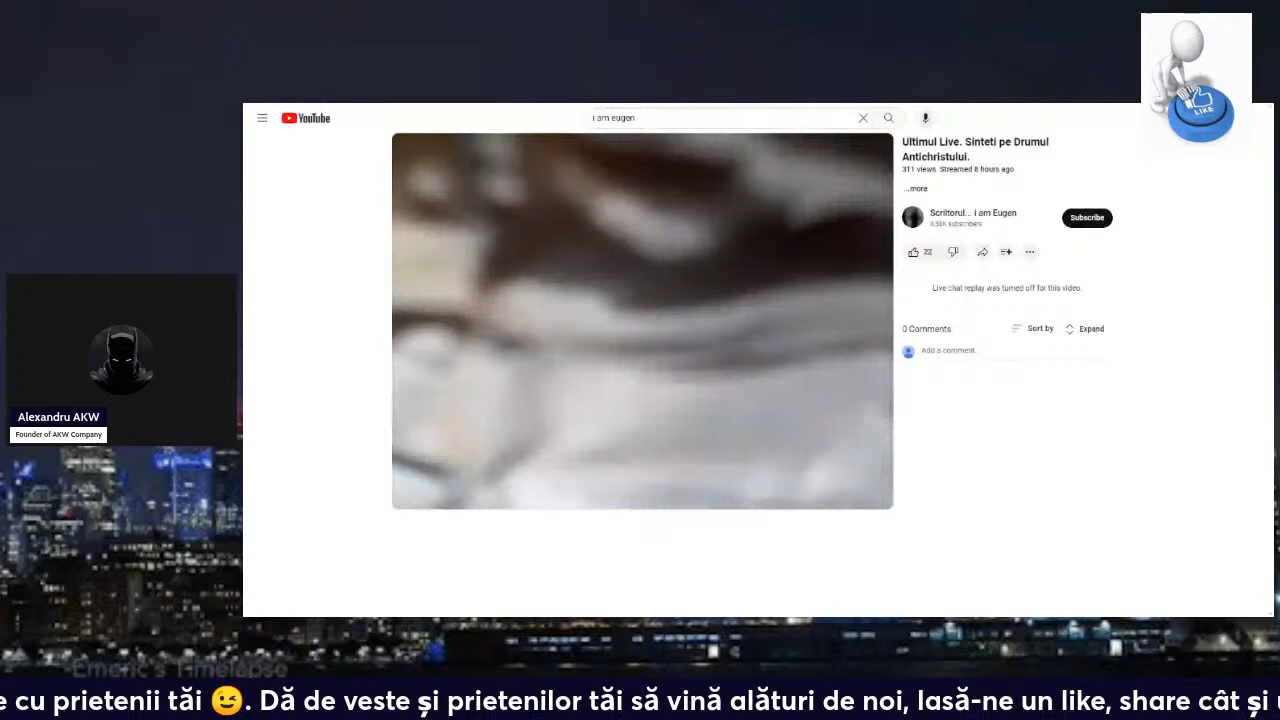 LIKE
YouTube
i am eugen
Ultimul Live. Sinteti pe Drumul
Antichristului.
311 views Streamed 8 hours ago
...more
Scriitorul... i am Eugen
subscribers
Subscribe
22
Live chat replay was turned off for this video.
0 Comments
Sort by
Expand
Add a comment.
Alexandru AKW
Founder of AKW Company
Emeric's Timelapse
e cu prietenii tăi 😉. Dă de veste și prietenilor tăi să vină alături de noi, lasă-ne un like, share cât și